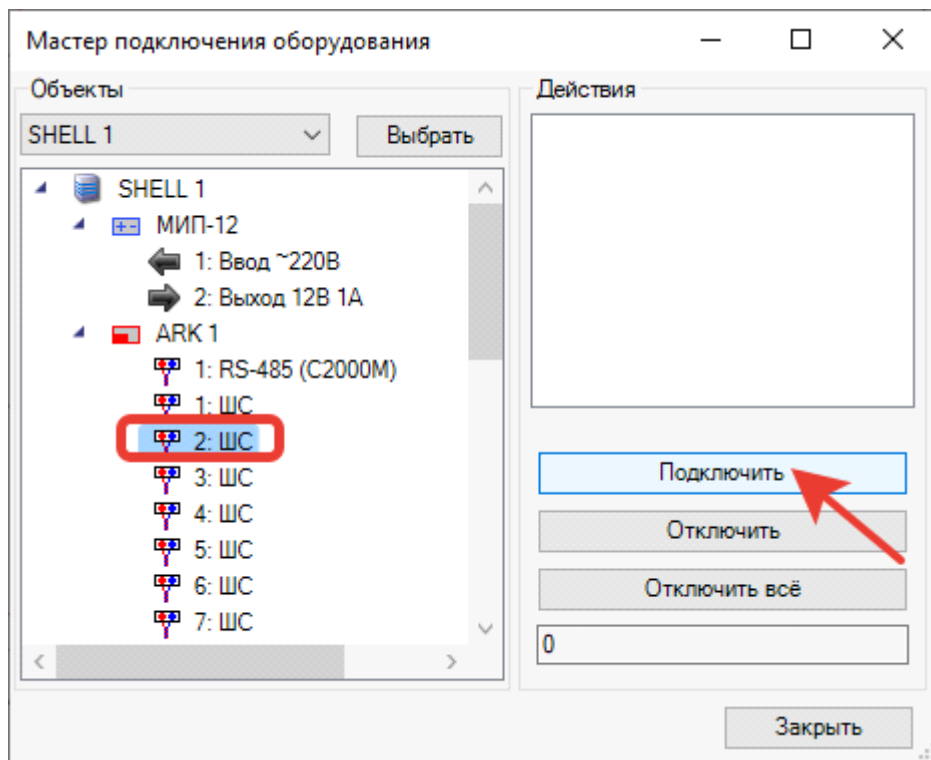 Мастер подключения оборудования
Объекты
SHELL 1
Выбрать
SHELL 1
МИП-12
1: Ввод ~220В
2: Выход 12В 1А
ARK 1
1: RS-485 (С2000М)
1: ШС
2: ШС
3: ШС
4: ШС
5: ШС
6: ШС
7: ШС
Действия
Подключить
Отключить
Отключить всё
0
Закрыть